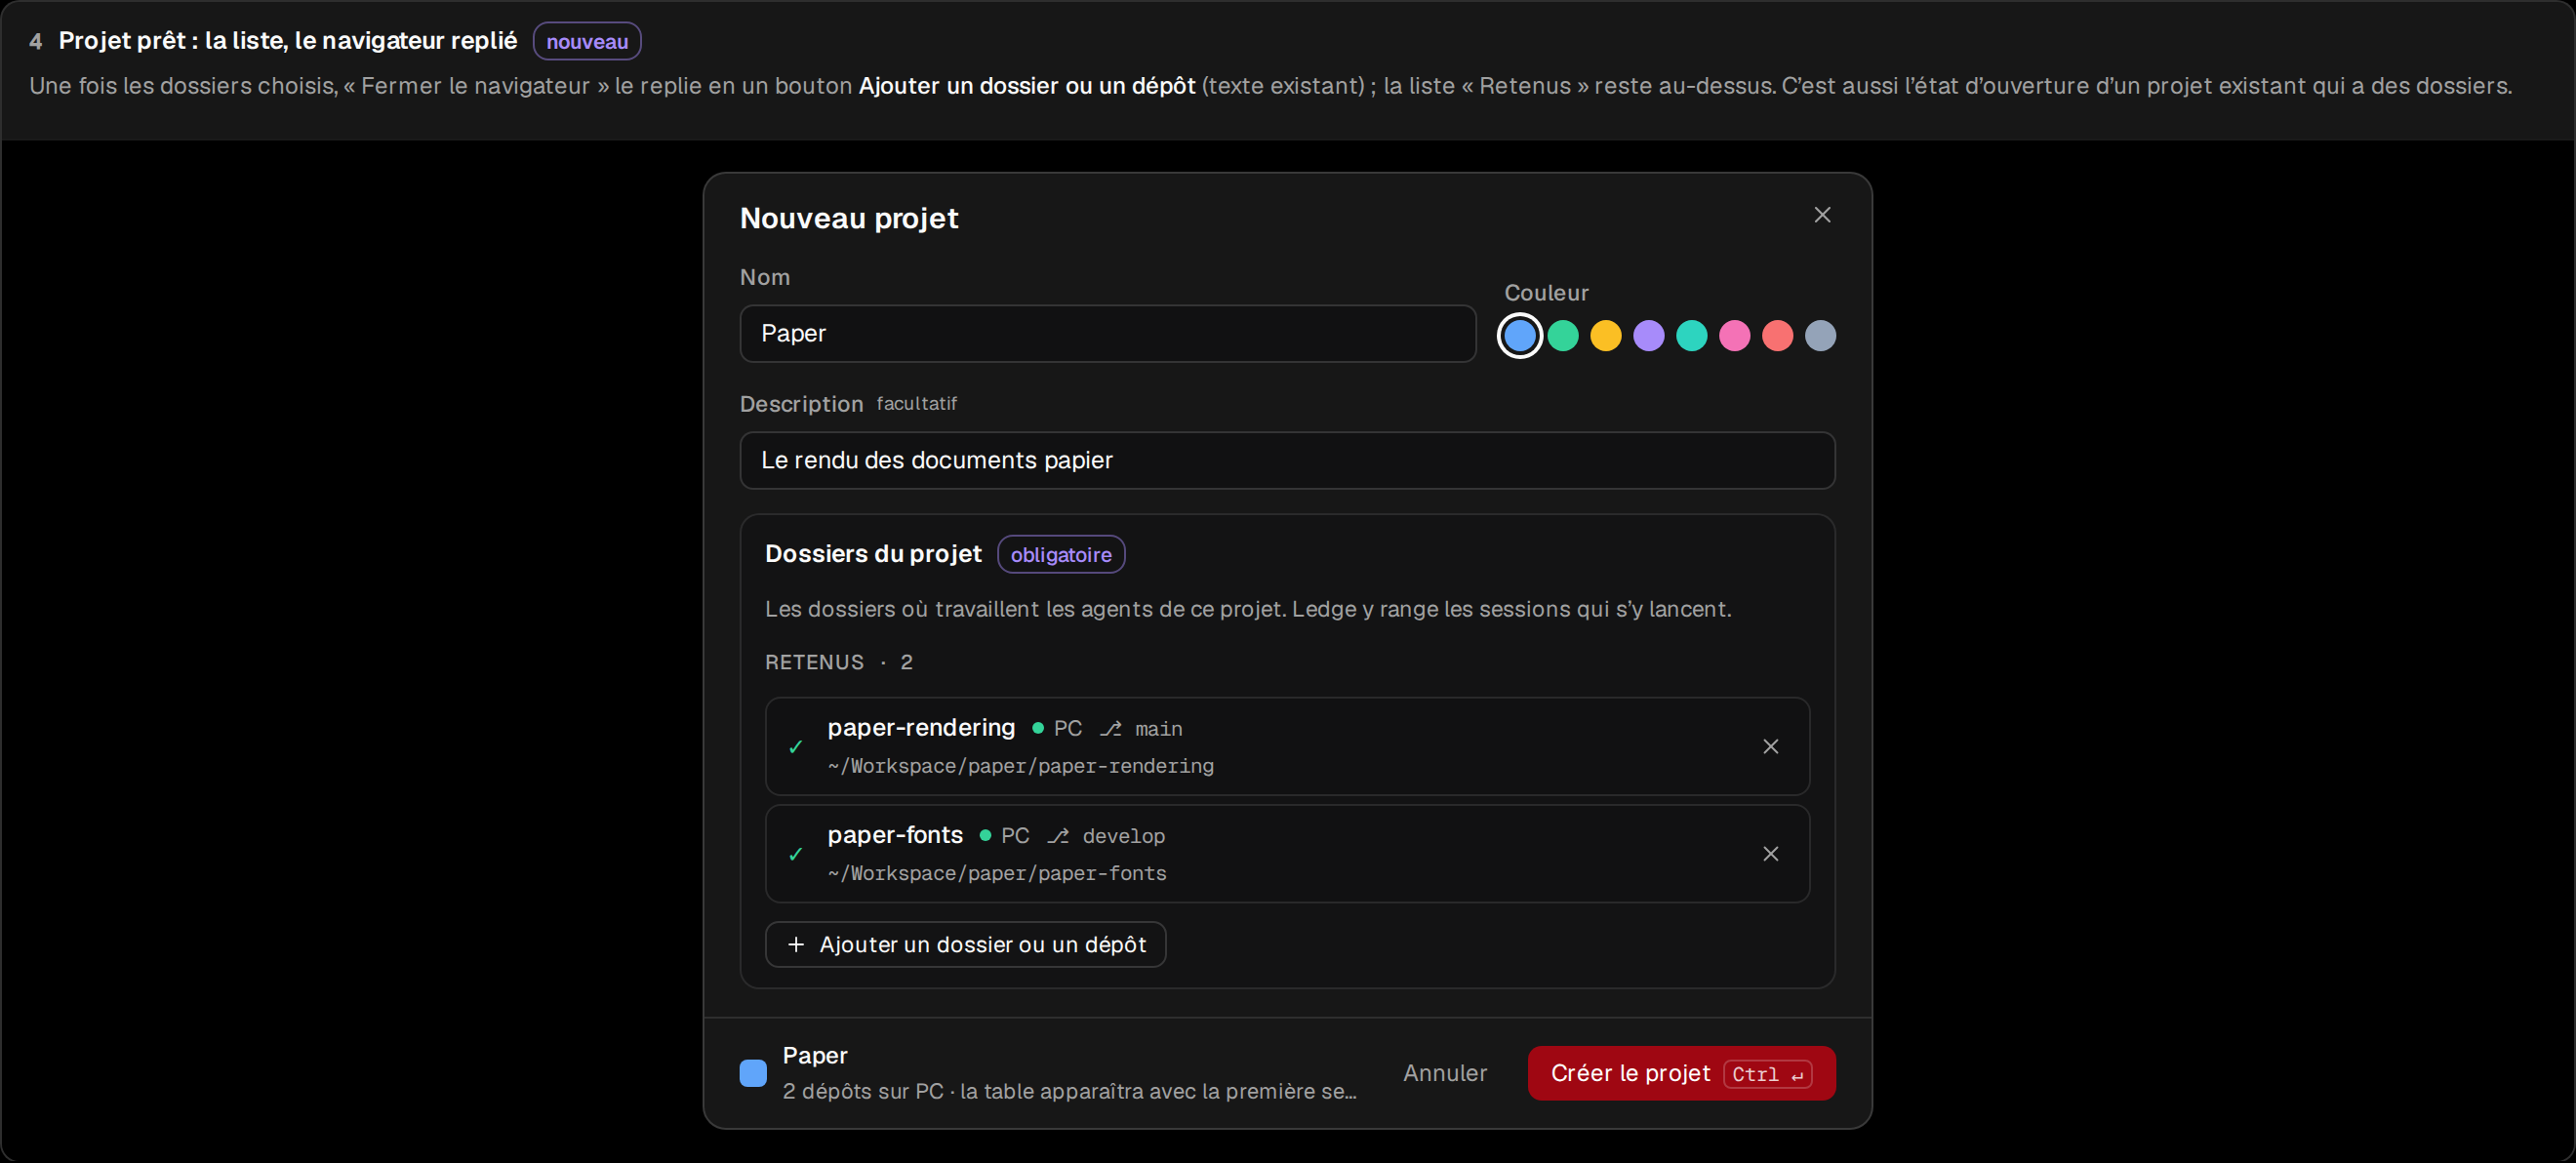 4 Projet prêt : la liste, le navigateur replié nouveau
Une fois les dossiers choisis, « Fermer le navigateur » le replie en un bouton Ajouter un dossier ou un dépôt (texte existant) ; la liste « Retenus » reste au-dessus. C’est aussi l’état d’ouverture d’un projet existant qui a des dossiers.
Nouveau projet
Nom
Couleur
Paper
Description facultatif
Le rendu des documents papier
Dossiers du projet obligatoire
Les dossiers où travaillent les agents de ce projet. Ledge y range les sessions qui s’y lancent.
RETENUS · 2
✓ paper-rendering PC ⎇ main
~/Workspace/paper/paper-rendering
✓ paper-fonts PC ⎇ develop
~/Workspace/paper/paper-fonts
+ Ajouter un dossier ou un dépôt
Paper
2 dépôts sur PC · la table apparaîtra avec la première se…
Annuler
Créer le projet Ctrl ↵